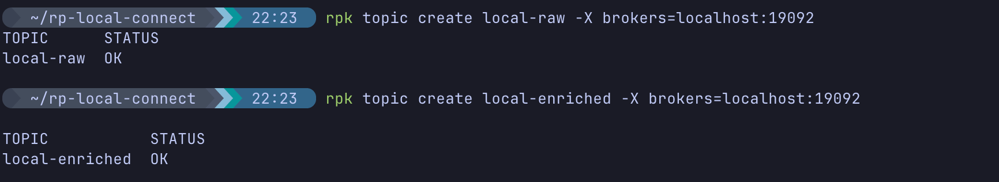 ~/rp-local-connect 22:23 rpk topic create local-raw -X brokers=localhost:19092
TOPIC STATUS
local-raw OK
~/rp-local-connect 22:23 rpk topic create local-enriched -X brokers=localhost:19092
TOPIC STATUS
local-enriched OK